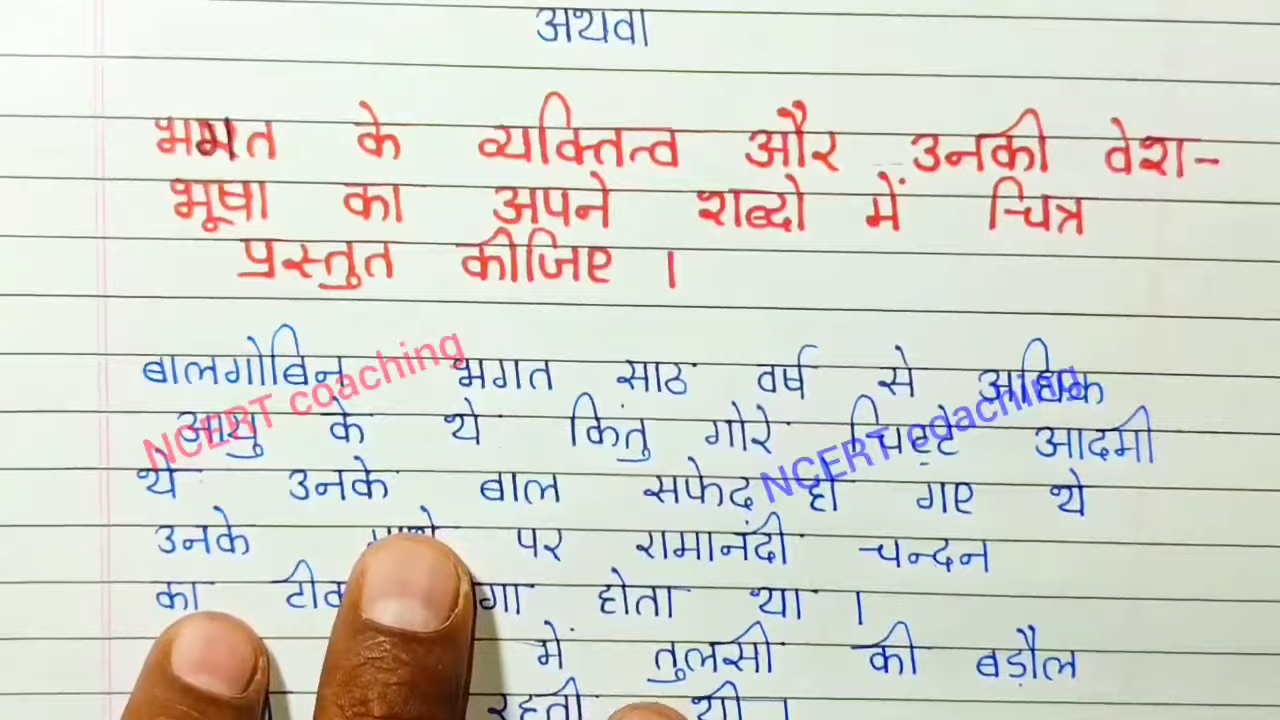 अथवा
भगत के व्यक्तित्व और उनकी वेश-
भूषा का अपने शब्दो में चित्र
प्रस्तुत कीजिए ।
बालगोबिन भगत साठ वर्ष से अधिक
आयु के थे किंतु गोरे चिट्टे आदमी
थे उनके बाल सफेद हो गए थे
उनके पर रामानंदी चन्दन
का होता था ।
में तुलसी की बड़ौल
रहती थी ।
NCERT coaching
NCERT coaching